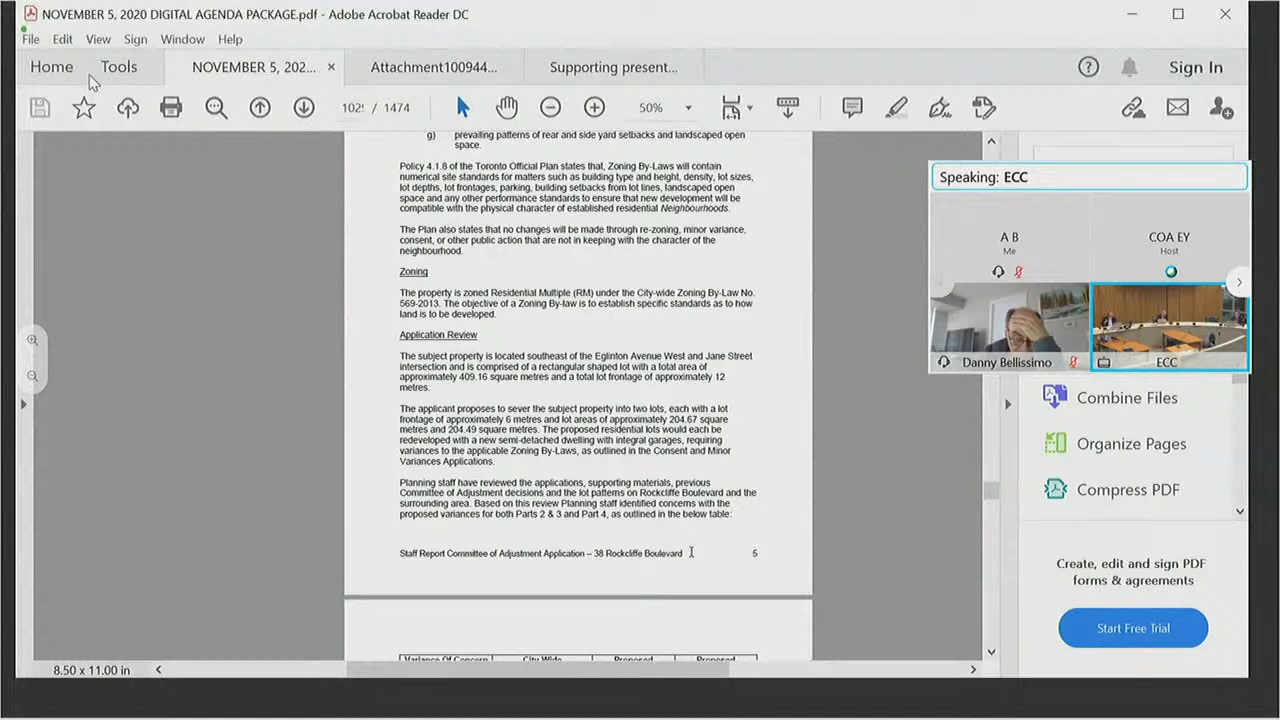 NOVEMBER 5, 2020 DIGITAL AGENDA PACKAGE.pdf - Adobe Acrobat Reader DC
File Edit View Sign Window Help
Home Tools NOVEMBER 5, 202... × Attachment100944... Supporting present... Sign In
102! / 1474 50%
g) prevailing patterns of rear and side yard setbacks and landscaped open
space.
Policy 4.1.8 of the Toronto Official Plan states that, Zoning By-Laws will contain
numerical site standards for matters such as building type and height, density, lot sizes,
lot depths, lot frontages, parking, building setbacks from lot lines, landscaped open
space and any other performance standards to ensure that new development will be
compatible with the physical character of established residential Neighbourhoods.
The Plan also states that no changes will be made through re-zoning, minor variance,
consent, or other public action that are not in keeping with the character of the
neighbourhood.
Zoning
The property is zoned Residential Multiple (RM) under the City-wide Zoning By-Law No.
569-2013. The objective of a Zoning By-law is to establish specific standards as to how
land is to be developed.
Application Review
The subject property is located southeast of the Eglinton Avenue West and Jane Street
intersection and is comprised of a rectangular shaped lot with a total area of
approximately 409.16 square metres and a total lot frontage of approximately 12
metres.
The applicant proposes to sever the subject property into two lots, each with a lot
frontage of approximately 6 metres and lot areas of approximately 204.67 square
metres and 204.49 square metres. The proposed residential lots would each be
redeveloped with a new semi-detached dwelling with integral garages, requiring
variances to the applicable Zoning By-Laws, as outlined in the Consent and Minor
Variances Applications.
Planning staff have reviewed the applications, supporting materials, previous
Committee of Adjustment decisions and the lot patterns on Rockcliffe Boulevard and the
surrounding area. Based on this review Planning staff identified concerns with the
proposed variances for both Parts 2 & 3 and Part 4, as outlined in the below table:
Staff Report Committee of Adjustment Application – 38 Rockcliffe Boulevard 5
Variance Of Concern City Wide Proposed Proposed
8.50 x 11.00 in
Speaking: ECC
A B
Me
COA EY
Host
Danny Bellissimo
ECC
Combine Files
Organize Pages
Compress PDF
Create, edit and sign PDF
forms & agreements
Start Free Trial